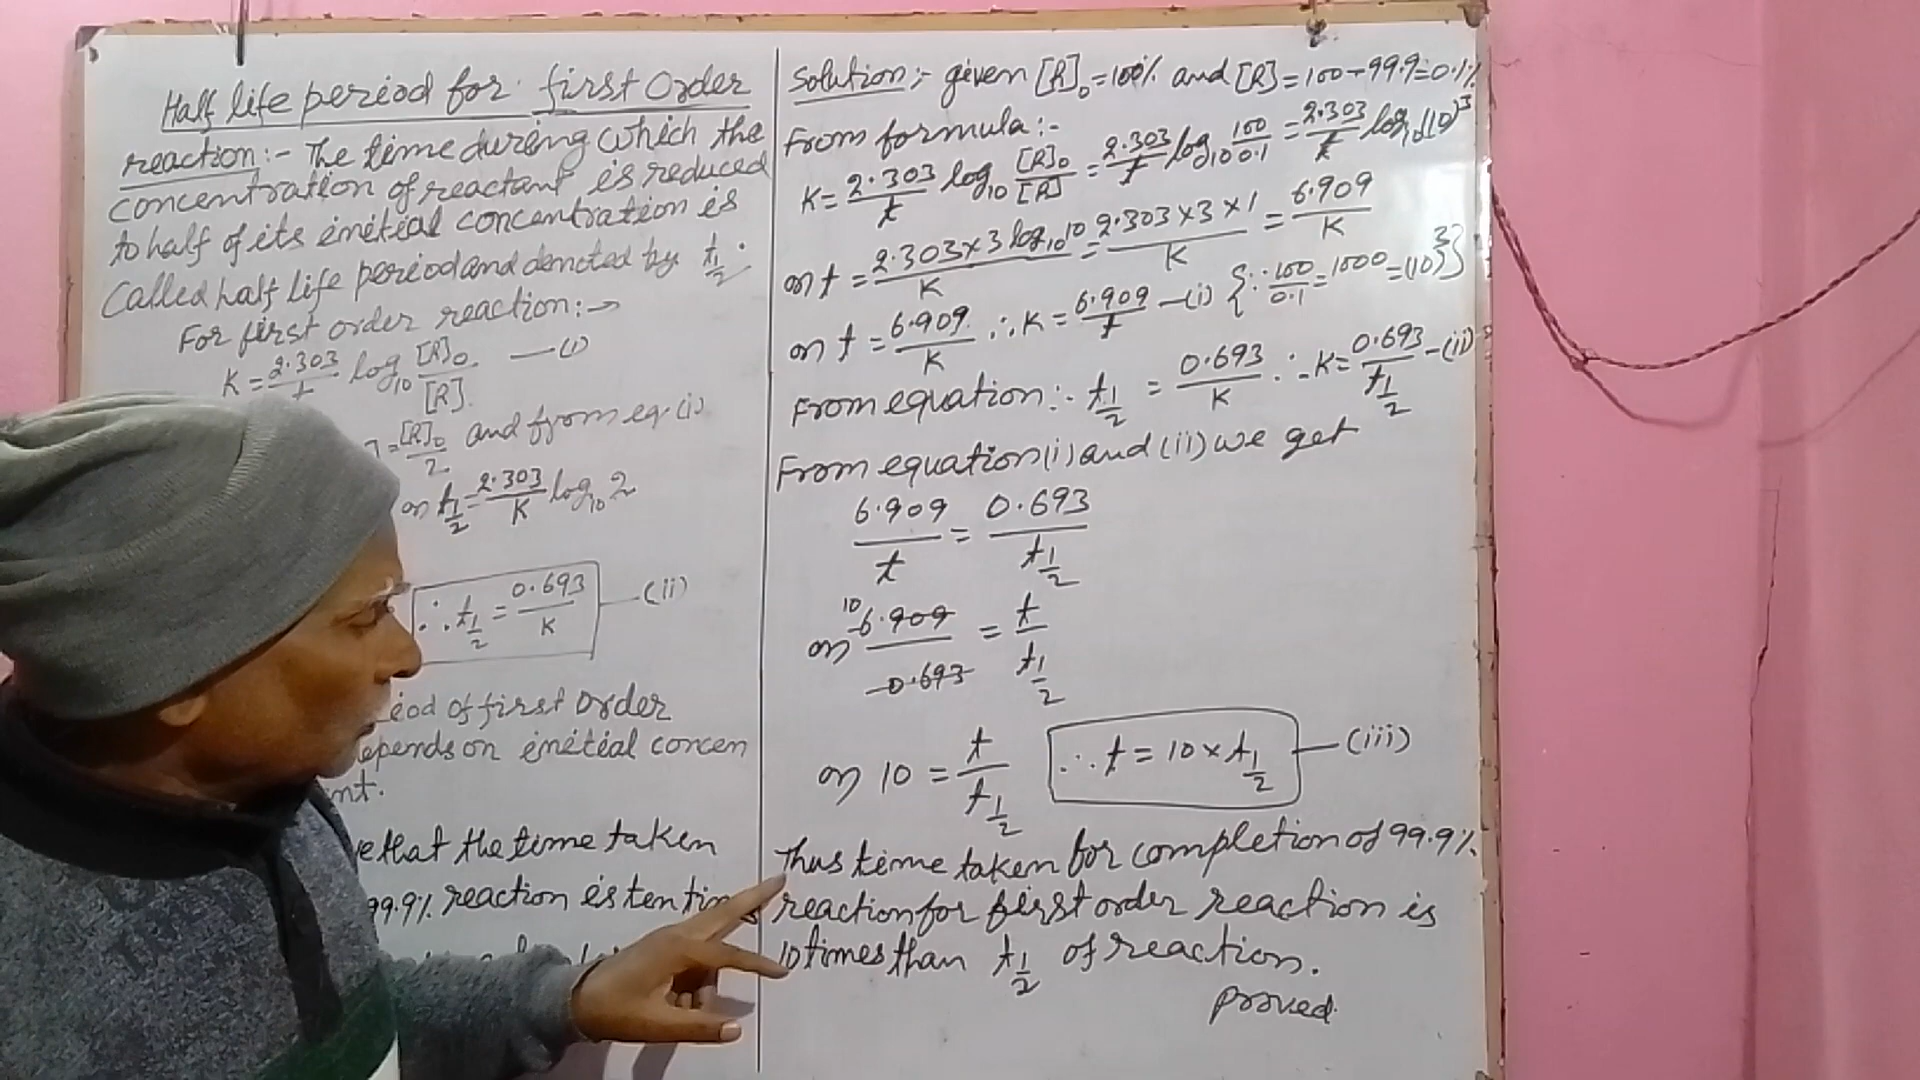 Half life period for first Order
reaction :- The time during which the
concentration of reactant is reduced
to half of its initial concentration is
Called half life period and denoted by t1/2.
For first order reaction :→
K = 2.303/t log10 [R]0/[R] —(i)
= [R]0/2 and from eq (i)
or t1/2 = 2.303/K log10 2
∴ t1/2 = 0.693/K —(ii)
iod of first Order
epends on initial concen
nt.
e that the time taken
99.9% reaction is ten times
Solution :- given [R]0 = 100% and [R] = 100-99.9 = 0.1%
From formula :-
K = 2.303/t log10 [R]0/[R] = 2.303/t log10 100/0.1 = 2.303/t log10 (10)^3
or t = 2.303×3 log10 10/K = 2.303×3×1/K = 6.909/K
or t = 6.909/K ∴ K = 6.909/t —(i) {∵ 100/0.1 = 1000 = (10)^3}
From equation :- t1/2 = 0.693/K ∴ K = 0.693/t1/2 —(ii)
From equation (i) and (ii) we get
6.909/t = 0.693/t1/2
or 10 6.909/0.693 = t/t1/2
or 10 = t/t1/2 ∴ t = 10 × t1/2 —(iii)
Thus time taken for completion of 99.9%
reaction for first order reaction is
10 times than t1/2 of reaction.
proved.